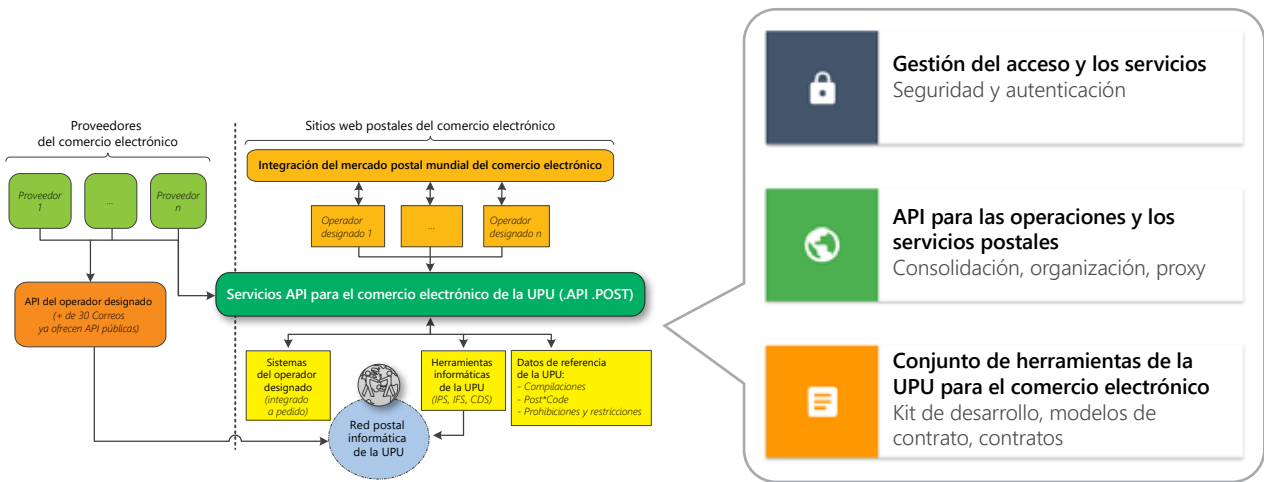 Proveedores
del comercio electrónico
Proveedor
1
...
Proveedor
n
API del operador designado
(+ de 30 Correos
ya ofrecen API públicas)
Sitios web postales del comercio electrónico
Integración del mercado postal mundial del comercio electrónico
Operador
designado 1
...
Operador
designado n
Servicios API para el comercio electrónico de la UPU (.API .POST)
Sistemas
del operador
designado
(integrado
a pedido)
Herramientas
informáticas
de la UPU
(IPS, IFS, CDS)
Datos de referencia
de la UPU:
- Compilaciones
- Post*Code
- Prohibiciones y restricciones
Red postal
informática
de la UPU
Gestión del acceso y los servicios
Seguridad y autenticación
API para las operaciones y los
servicios postales
Consolidación, organización, proxy
Conjunto de herramientas de la
UPU para el comercio electrónico
Kit de desarrollo, modelos de
contrato, contratos